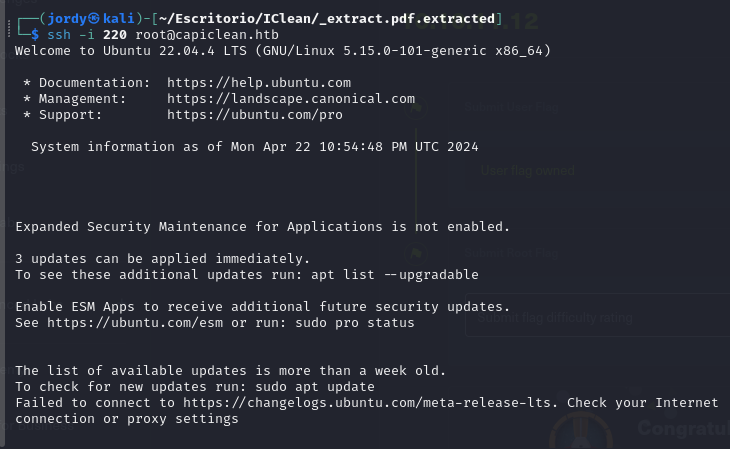 ┌──(jordy㉿kali)-[~/Escritorio/IClean/_extract.pdf.extracted]
└─$ ssh -i 220 root@capiclean.htb
Welcome to Ubuntu 22.04.4 LTS (GNU/Linux 5.15.0-101-generic x86_64)
* Documentation:  https://help.ubuntu.com
* Management:     https://landscape.canonical.com
* Support:        https://ubuntu.com/pro
System information as of Mon Apr 22 10:54:48 PM UTC 2024
User flag owned
Expanded Security Maintenance for Applications is not enabled.
3 updates can be applied immediately.
To see these additional updates run: apt list --upgradable
Enable ESM Apps to receive additional future security updates.
See https://ubuntu.com/esm or run: sudo pro status
flag difficulty rating
The list of available updates is more than a week old.
To check for new updates run: sudo apt update
Failed to connect to https://changelogs.ubuntu.com/meta-release-lts. Check your Internet
connection or proxy settings